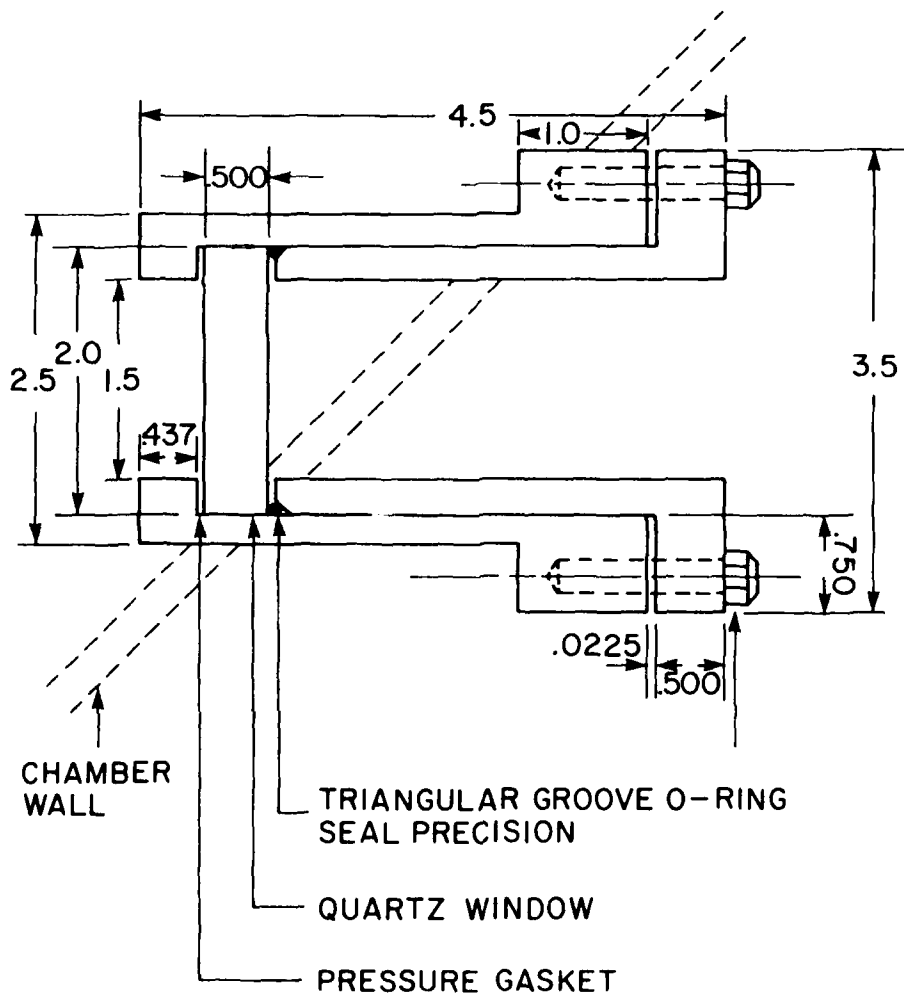 4.5
1.0
.500
2.5
2.0
1.5
3.5
.437
.750
.0225
.500
CHAMBER
WALL
TRIANGULAR GROOVE O-RING
SEAL PRECISION
QUARTZ WINDOW
PRESSURE GASKET